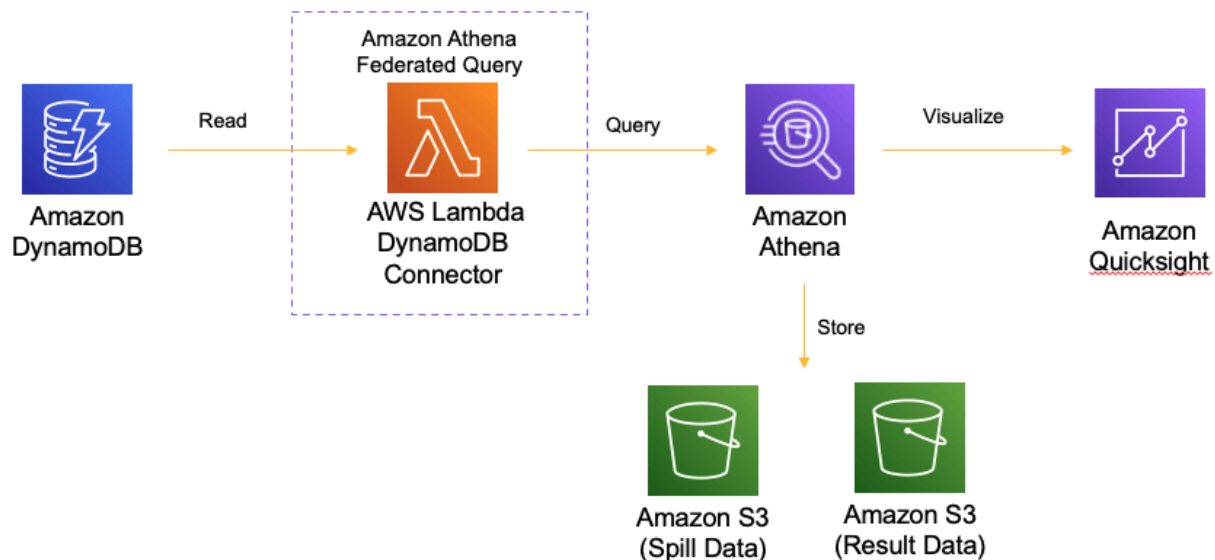 Amazon Athena
Federated Query
Read
Query
Visualize
Amazon
DynamoDB
AWS Lambda
DynamoDB
Connector
Amazon
Athena
Amazon
Quicksight
Store
Amazon S3
(Spill Data)
Amazon S3
(Result Data)